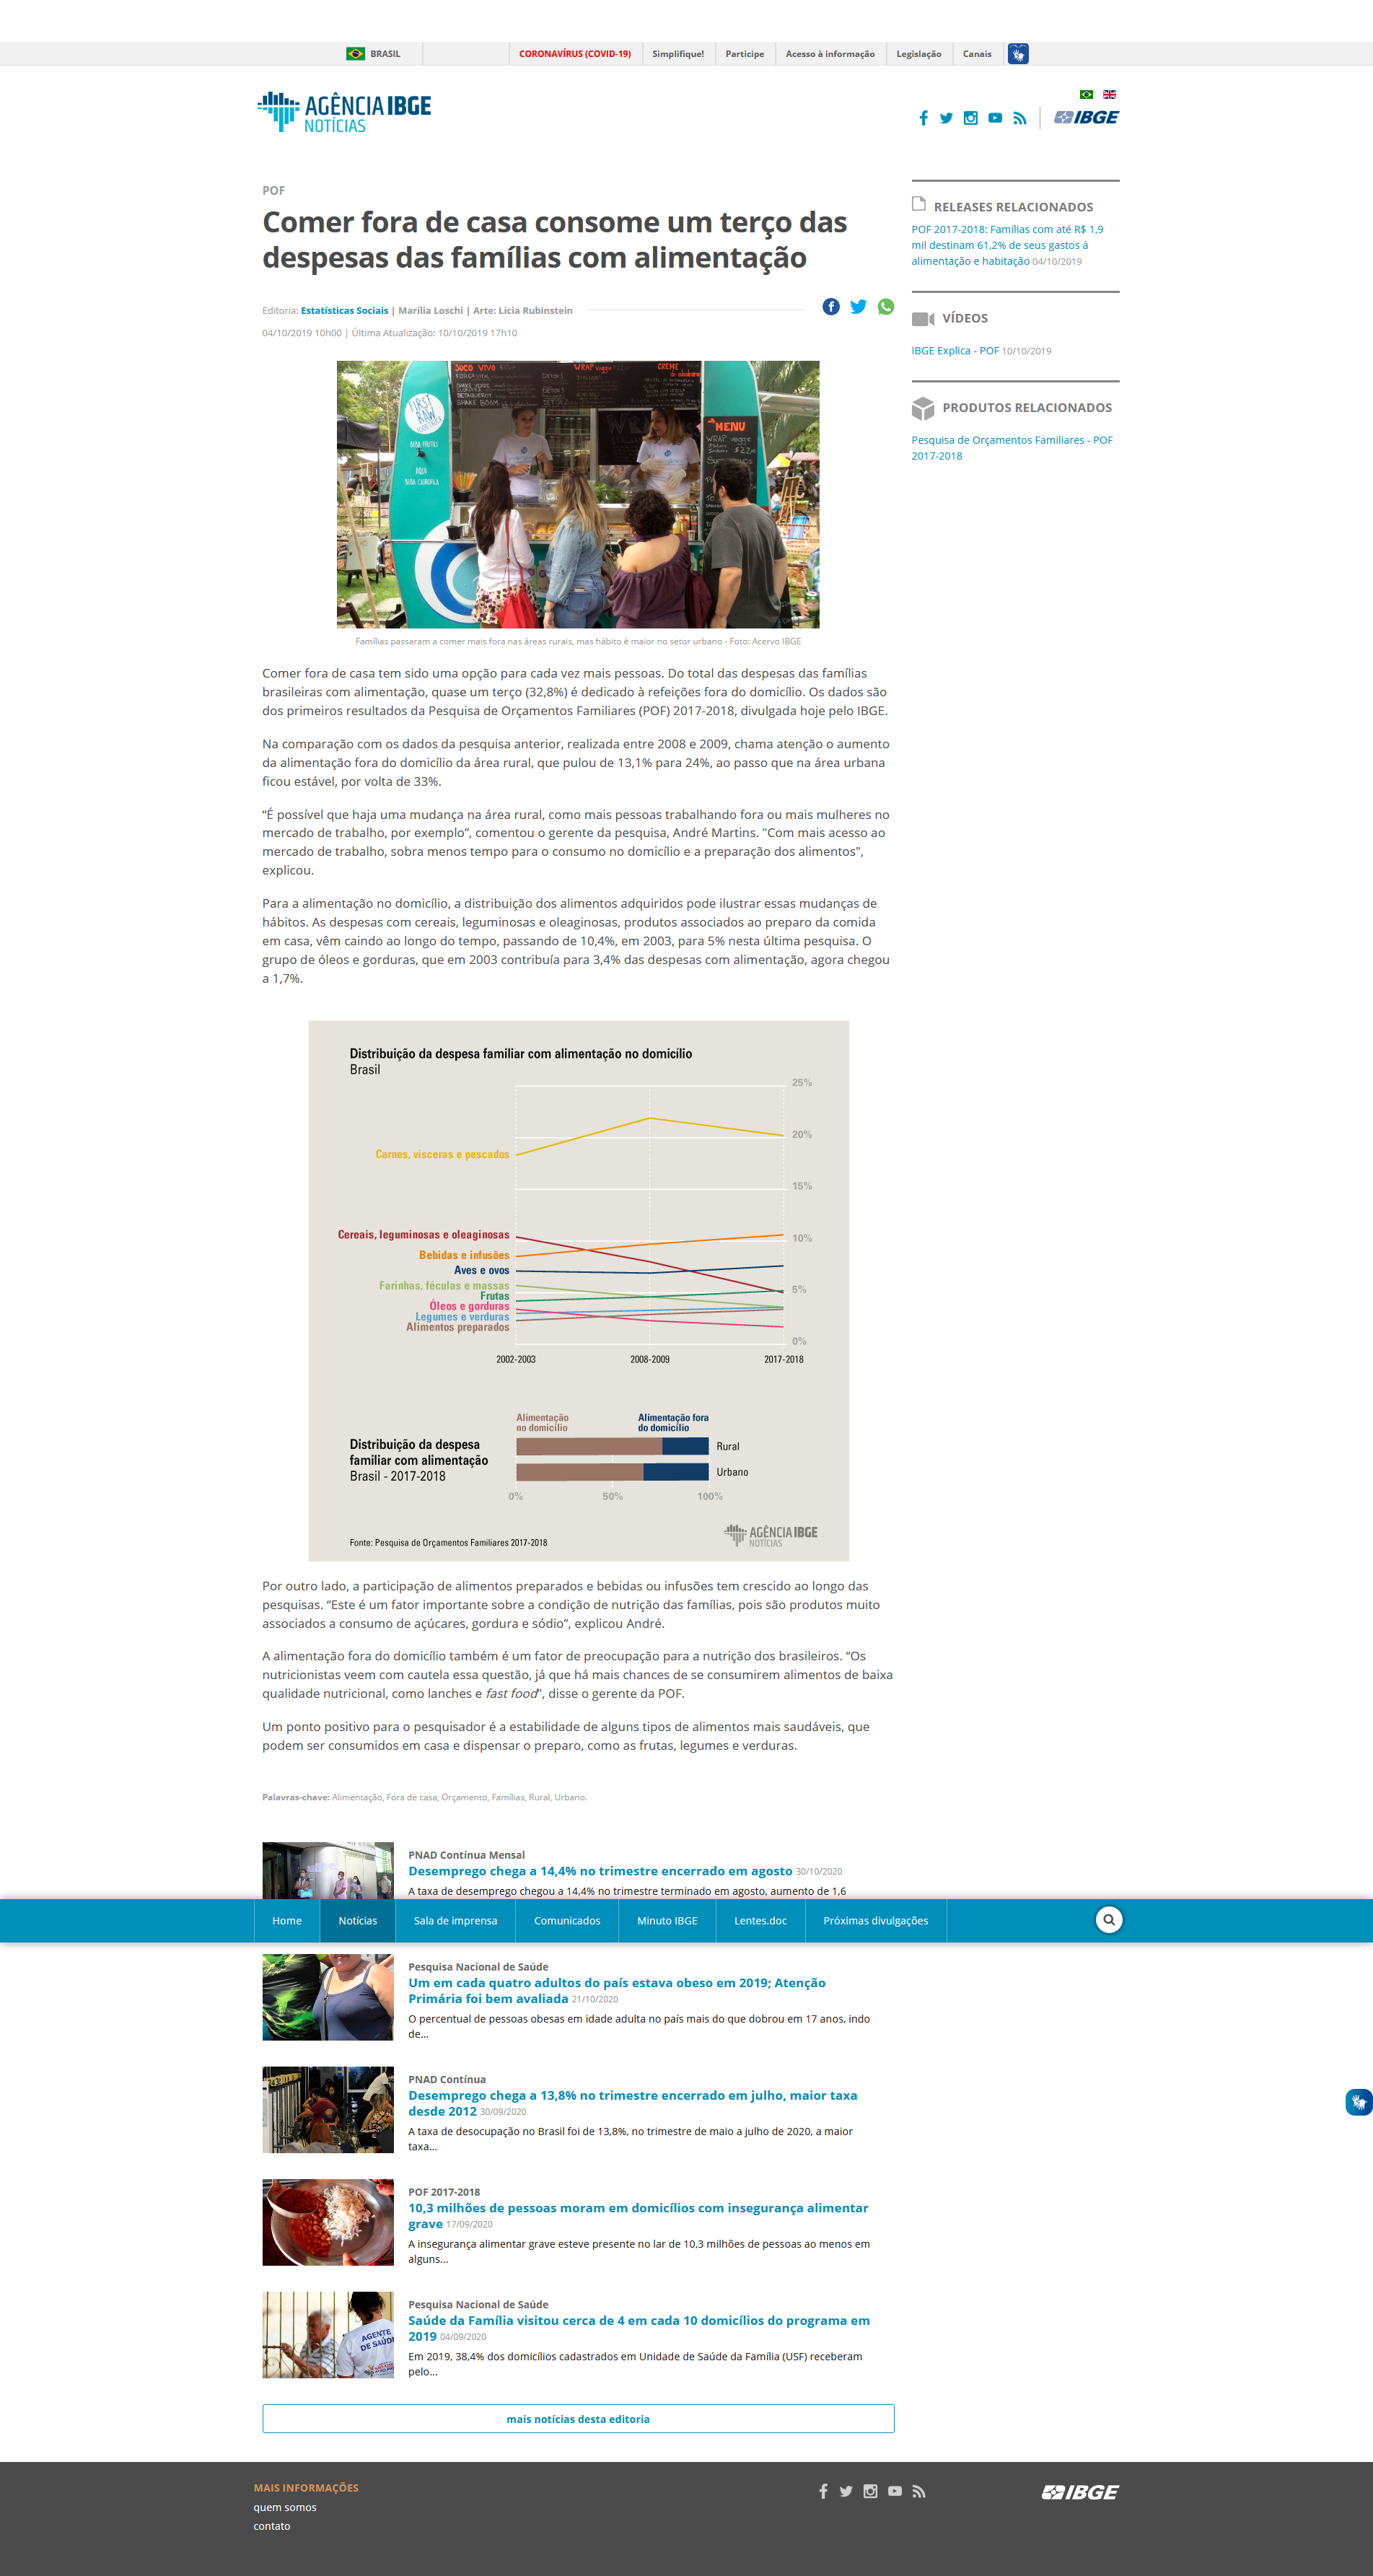 BRASIL
CORONAVÍRUS (COVID-19)
Simplifique!
Participe
Acesso à informação
Legislação
Canais
AGÊNCIA IBGE
NOTÍCIAS
IBGE
POF
Comer fora de casa consome um terço das
despesas das famílias com alimentação
Editoria: Estatísticas Sociais | Marília Loschi | Arte: Licia Rubinstein
04/10/2019 10h00 | Última Atualização: 10/10/2019 17h10
SUCO VIVO
WRAP veggie
CREME
FIRST
RAW
MENU
WRAP
Famílias passaram a comer mais fora nas áreas rurais, mas hábito é maior no setor urbano - Foto: Acervo IBGE
Comer fora de casa tem sido uma opção para cada vez mais pessoas. Do total das despesas das famílias
brasileiras com alimentação, quase um terço (32,8%) é dedicado à refeições fora do domicílio. Os dados são
dos primeiros resultados da Pesquisa de Orçamentos Familiares (POF) 2017-2018, divulgada hoje pelo IBGE.
Na comparação com os dados da pesquisa anterior, realizada entre 2008 e 2009, chama atenção o aumento
da alimentação fora do domicílio da área rural, que pulou de 13,1% para 24%, ao passo que na área urbana
ficou estável, por volta de 33%.
“É possível que haja uma mudança na área rural, como mais pessoas trabalhando fora ou mais mulheres no
mercado de trabalho, por exemplo”, comentou o gerente da pesquisa, André Martins. "Com mais acesso ao
mercado de trabalho, sobra menos tempo para o consumo no domicílio e a preparação dos alimentos",
explicou.
Para a alimentação no domicílio, a distribuição dos alimentos adquiridos pode ilustrar essas mudanças de
hábitos. As despesas com cereais, leguminosas e oleaginosas, produtos associados ao preparo da comida
em casa, vêm caindo ao longo do tempo, passando de 10,4%, em 2003, para 5% nesta última pesquisa. O
grupo de óleos e gorduras, que em 2003 contribuía para 3,4% das despesas com alimentação, agora chegou
a 1,7%.
Distribuição da despesa familiar com alimentação no domicílio
Brasil
25%
20%
Carnes, vísceras e pescados
15%
Cereais, leguminosas e oleaginosas
10%
Bebidas e infusões
Aves e ovos
Farinhas, féculas e massas
5%
Frutas
Óleos e gorduras
Legumes e verduras
Alimentos preparados
0%
2002-2003
2008-2009
2017-2018
Alimentação
no domicílio
Alimentação fora
do domicílio
Distribuição da despesa
familiar com alimentação
Brasil - 2017-2018
Rural
Urbano
0%
50%
100%
AGÊNCIA IBGE
NOTÍCIAS
Fonte: Pesquisa de Orçamentos Familiares 2017-2018
Por outro lado, a participação de alimentos preparados e bebidas ou infusões tem crescido ao longo das
pesquisas. “Este é um fator importante sobre a condição de nutrição das famílias, pois são produtos muito
associados a consumo de açúcares, gordura e sódio”, explicou André.
A alimentação fora do domicílio também é um fator de preocupação para a nutrição dos brasileiros. “Os
nutricionistas veem com cautela essa questão, já que há mais chances de se consumirem alimentos de baixa
qualidade nutricional, como lanches e fast food", disse o gerente da POF.
Um ponto positivo para o pesquisador é a estabilidade de alguns tipos de alimentos mais saudáveis, que
podem ser consumidos em casa e dispensar o preparo, como as frutas, legumes e verduras.
Palavras-chave: Alimentação, Fora de casa, Orçamento, Famílias, Rural, Urbano.
RELEASES RELACIONADOS
POF 2017-2018: Famílias com até R$ 1,9
mil destinam 61,2% de seus gastos à
alimentação e habitação 04/10/2019
VÍDEOS
IBGE Explica - POF 10/10/2019
PRODUTOS RELACIONADOS
Pesquisa de Orçamentos Familiares - POF
2017-2018
PNAD Contínua Mensal
Desemprego chega a 14,4% no trimestre encerrado em agosto 30/10/2020
A taxa de desemprego chegou a 14,4% no trimestre terminado em agosto, aumento de 1,6
Home
Notícias
Sala de imprensa
Comunicados
Minuto IBGE
Lentes.doc
Próximas divulgações
Pesquisa Nacional de Saúde
Um em cada quatro adultos do país estava obeso em 2019; Atenção
Primária foi bem avaliada 21/10/2020
O percentual de pessoas obesas em idade adulta no país mais do que dobrou em 17 anos, indo
de...
PNAD Contínua
Desemprego chega a 13,8% no trimestre encerrado em julho, maior taxa
desde 2012 30/09/2020
A taxa de desocupação no Brasil foi de 13,8%, no trimestre de maio a julho de 2020, a maior
taxa...
POF 2017-2018
10,3 milhões de pessoas moram em domicílios com insegurança alimentar
grave 17/09/2020
A insegurança alimentar grave esteve presente no lar de 10,3 milhões de pessoas ao menos em
alguns...
AGENTE
DE SAÚDE
Pesquisa Nacional de Saúde
Saúde da Família visitou cerca de 4 em cada 10 domicílios do programa em
2019 04/09/2020
Em 2019, 38,4% dos domicílios cadastrados em Unidade de Saúde da Família (USF) receberam
pelo...
mais notícias desta editoria
MAIS INFORMAÇÕES
quem somos
contato
IBGE